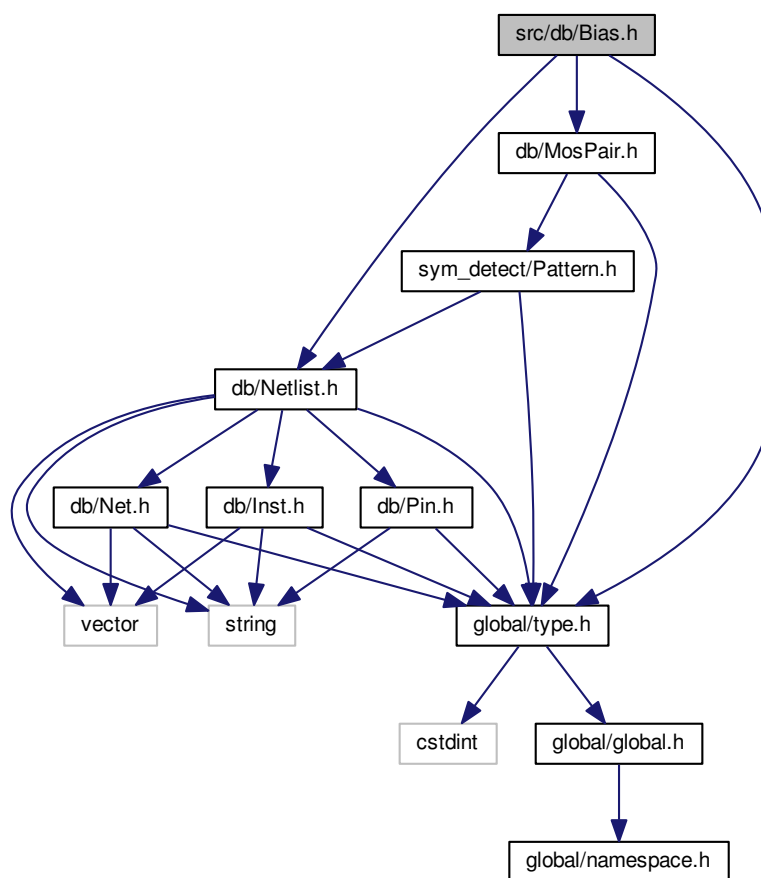 src/db/Bias.h
db/MosPair.h
sym_detect/Pattern.h
db/Netlist.h
db/Net.h
db/Inst.h
db/Pin.h
vector
string
global/type.h
cstdint
global/global.h
global/namespace.h